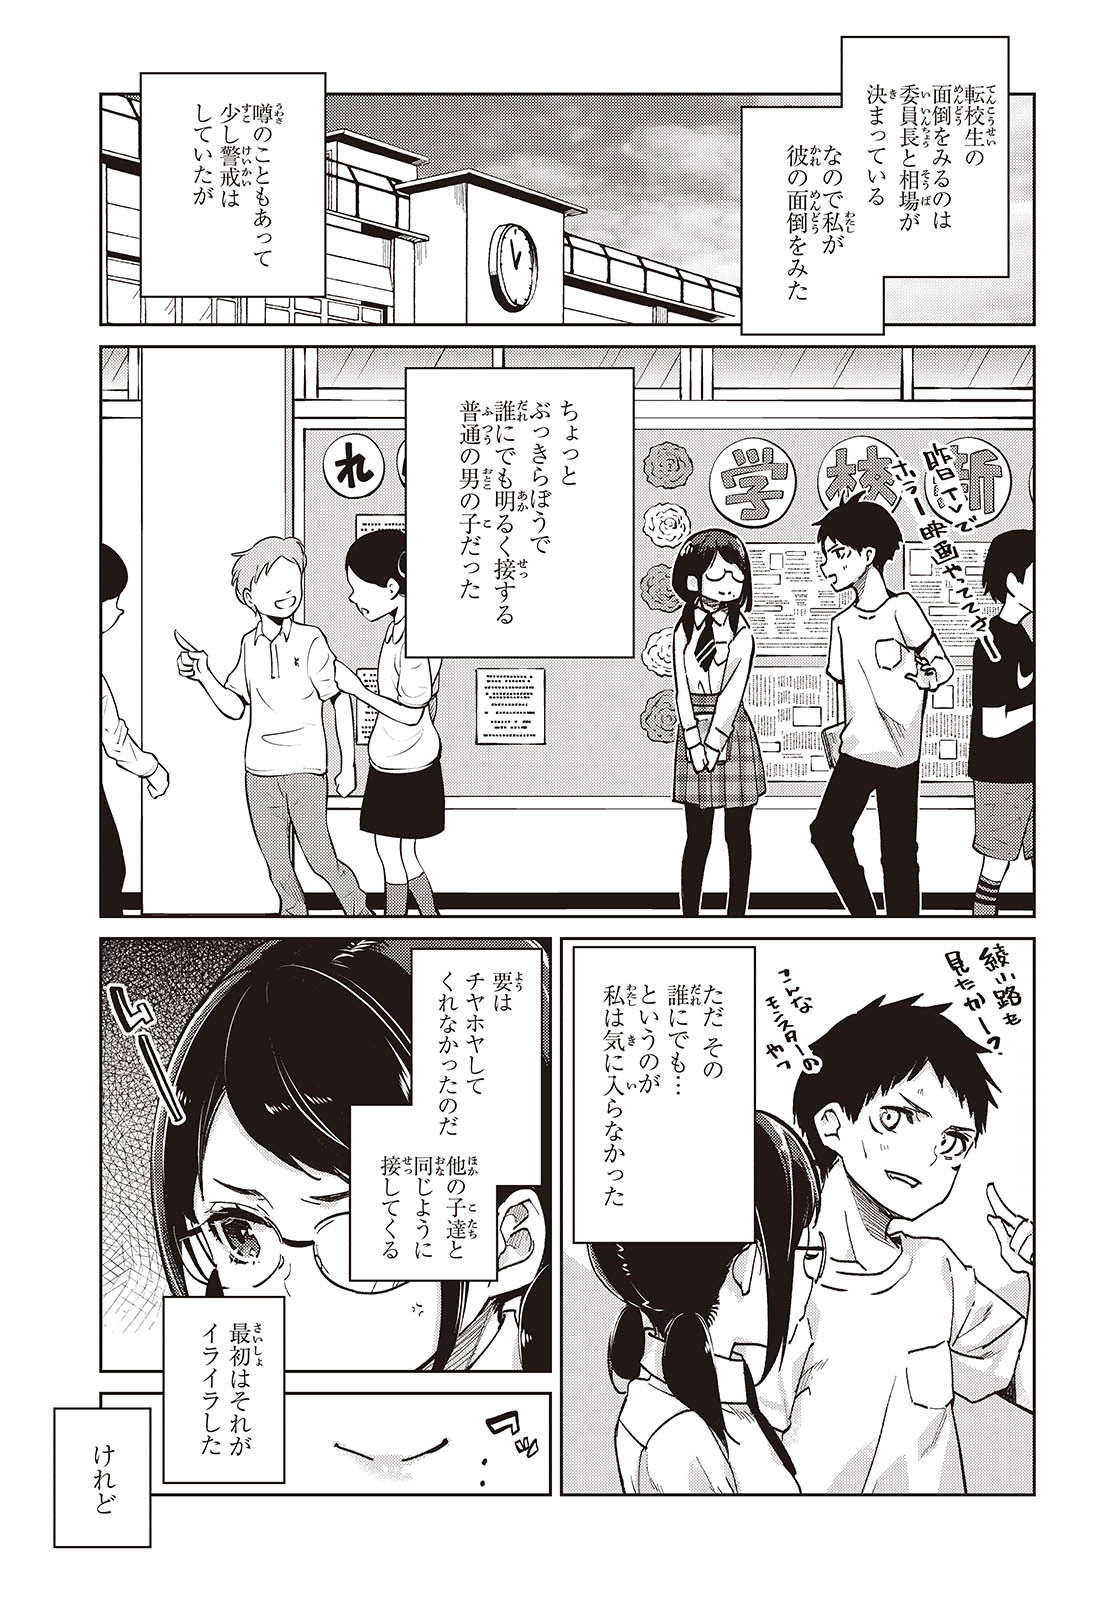 転校生の
面倒をみるのは
委員長と相場が
決まっている
なので私が
彼の面倒をみた
噂のこともあって
少し警戒は
していたが
ちょっと
ぶっきらぼうで
誰にでも明るく接する
普通の男の子だった
新
林
学
れ
昨日TVで
ホラー映画やっててさー
綾小路も
見たかー?
こんな
モンスターの
やつ
ただ その
誰にでも…
というのが
私は気に入らなかった
要は
チヤホヤして
くれなかったのだ
他の子達と
同じように
接してくる
ムーッ
最初はそれが
イライラした
けれど